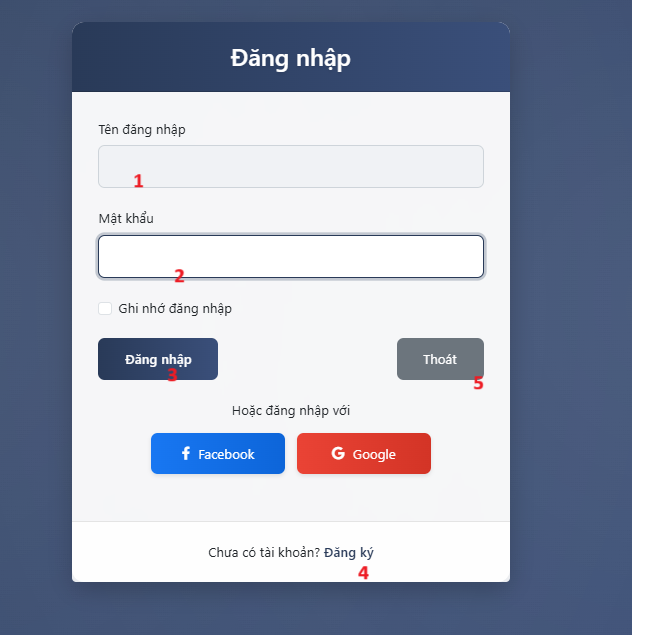 Đăng nhập
Tên đăng nhập
1
Mật khẩu
2
Ghi nhớ đăng nhập
Đăng nhập Thoát
3 5
Hoặc đăng nhập với
Facebook Google
Chưa có tài khoản? Đăng ký
4